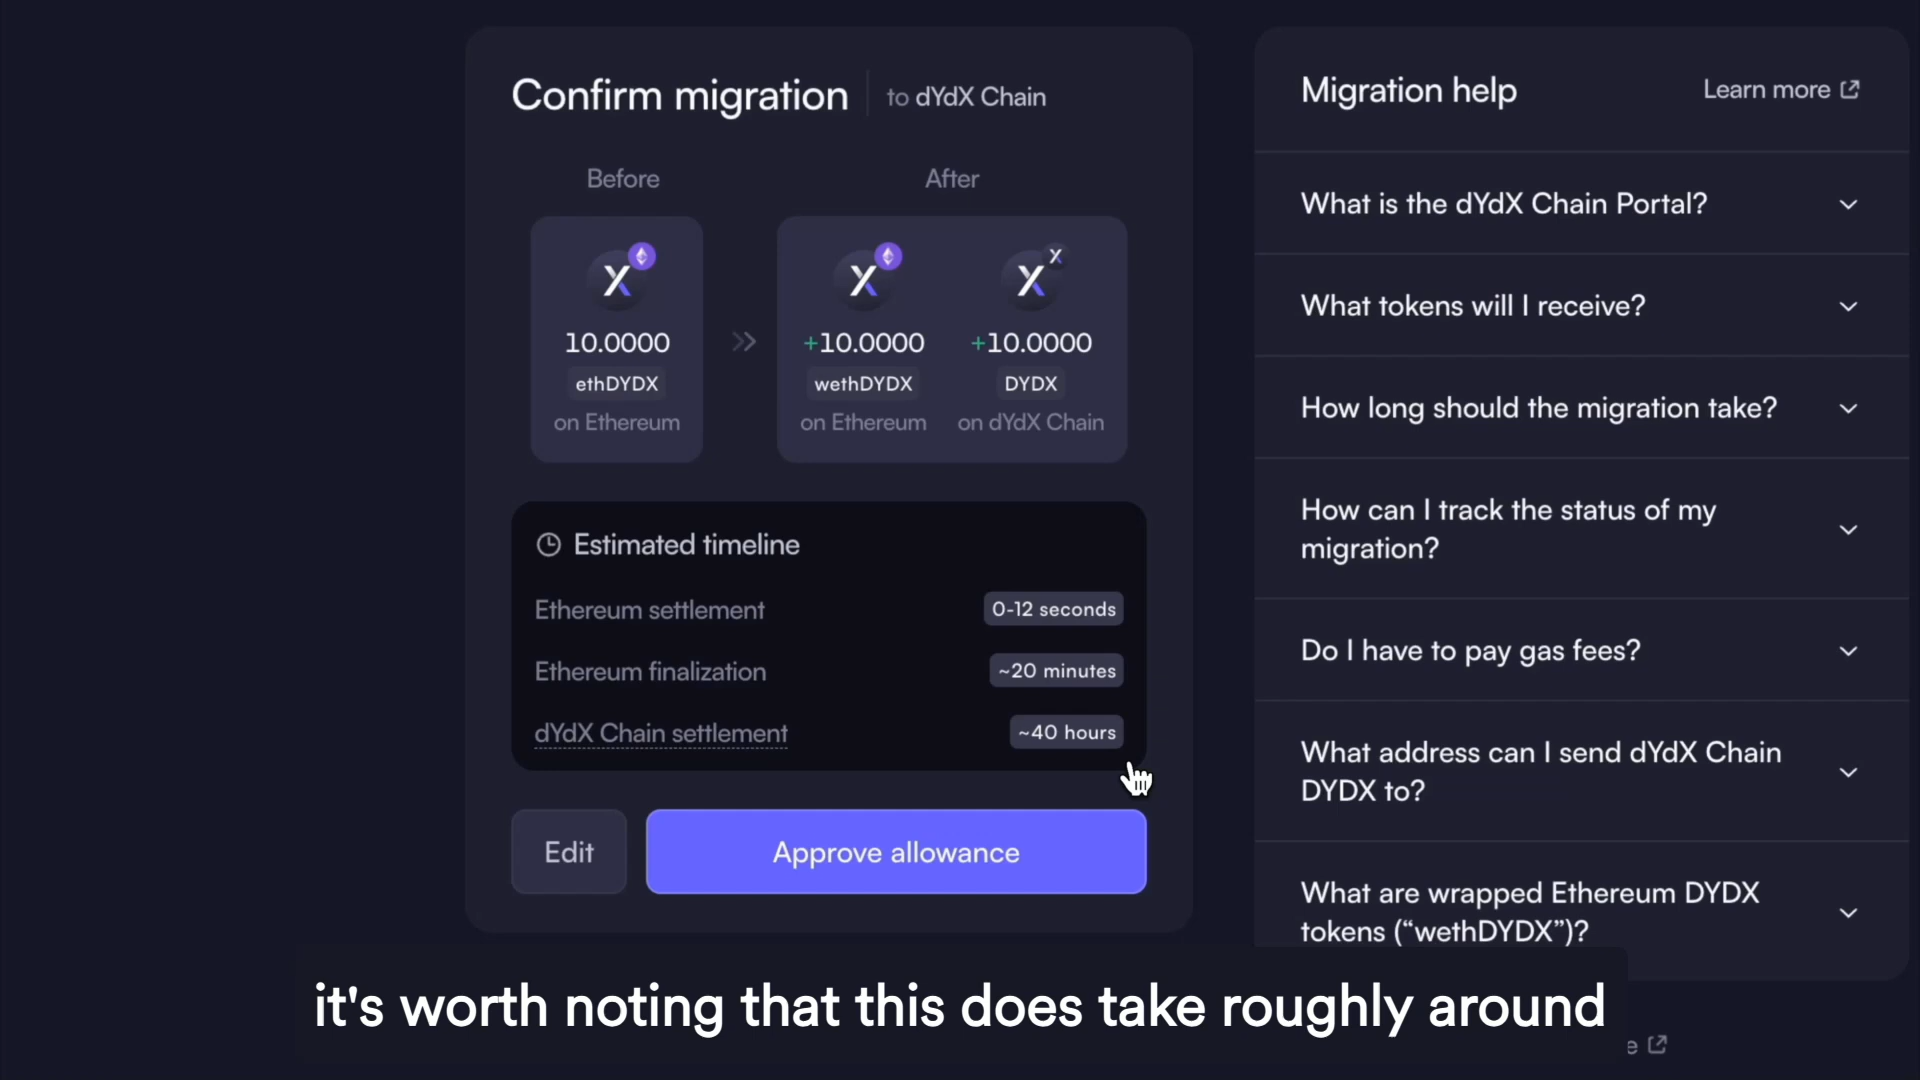 Confirm migration
to dYdX Chain
Before
After
10.0000
ethDYDX
on Ethereum
+10.0000
wethDYDX
on Ethereum
+10.0000
DYDX
on dYdX Chain
Estimated timeline
Ethereum settlement
0-12 seconds
Ethereum finalization
~20 minutes
dYdX Chain settlement
~40 hours
Edit
Approve allowance
Migration help
Learn more
What is the dYdX Chain Portal?
What tokens will I receive?
How long should the migration take?
How can I track the status of my
migration?
Do I have to pay gas fees?
What address can I send dYdX Chain
DYDX to?
What are wrapped Ethereum DYDX
tokens (“wethDYDX”)?
it's worth noting that this does take roughly around